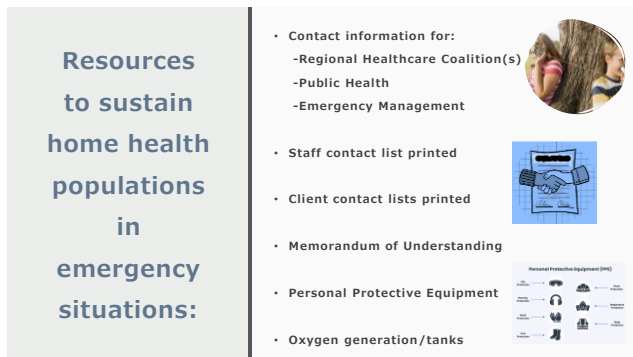 Resources
to sustain
home health
populations
in
emergency
situations:
• Contact information for:
-Regional Healthcare Coalition(s)
-Public Health
-Emergency Management
• Staff contact list printed
• Client contact lists printed
• Memorandum of Understanding
• Personal Protective Equipment
• Oxygen generation/tanks
Personal Protective Equipment (PPE)